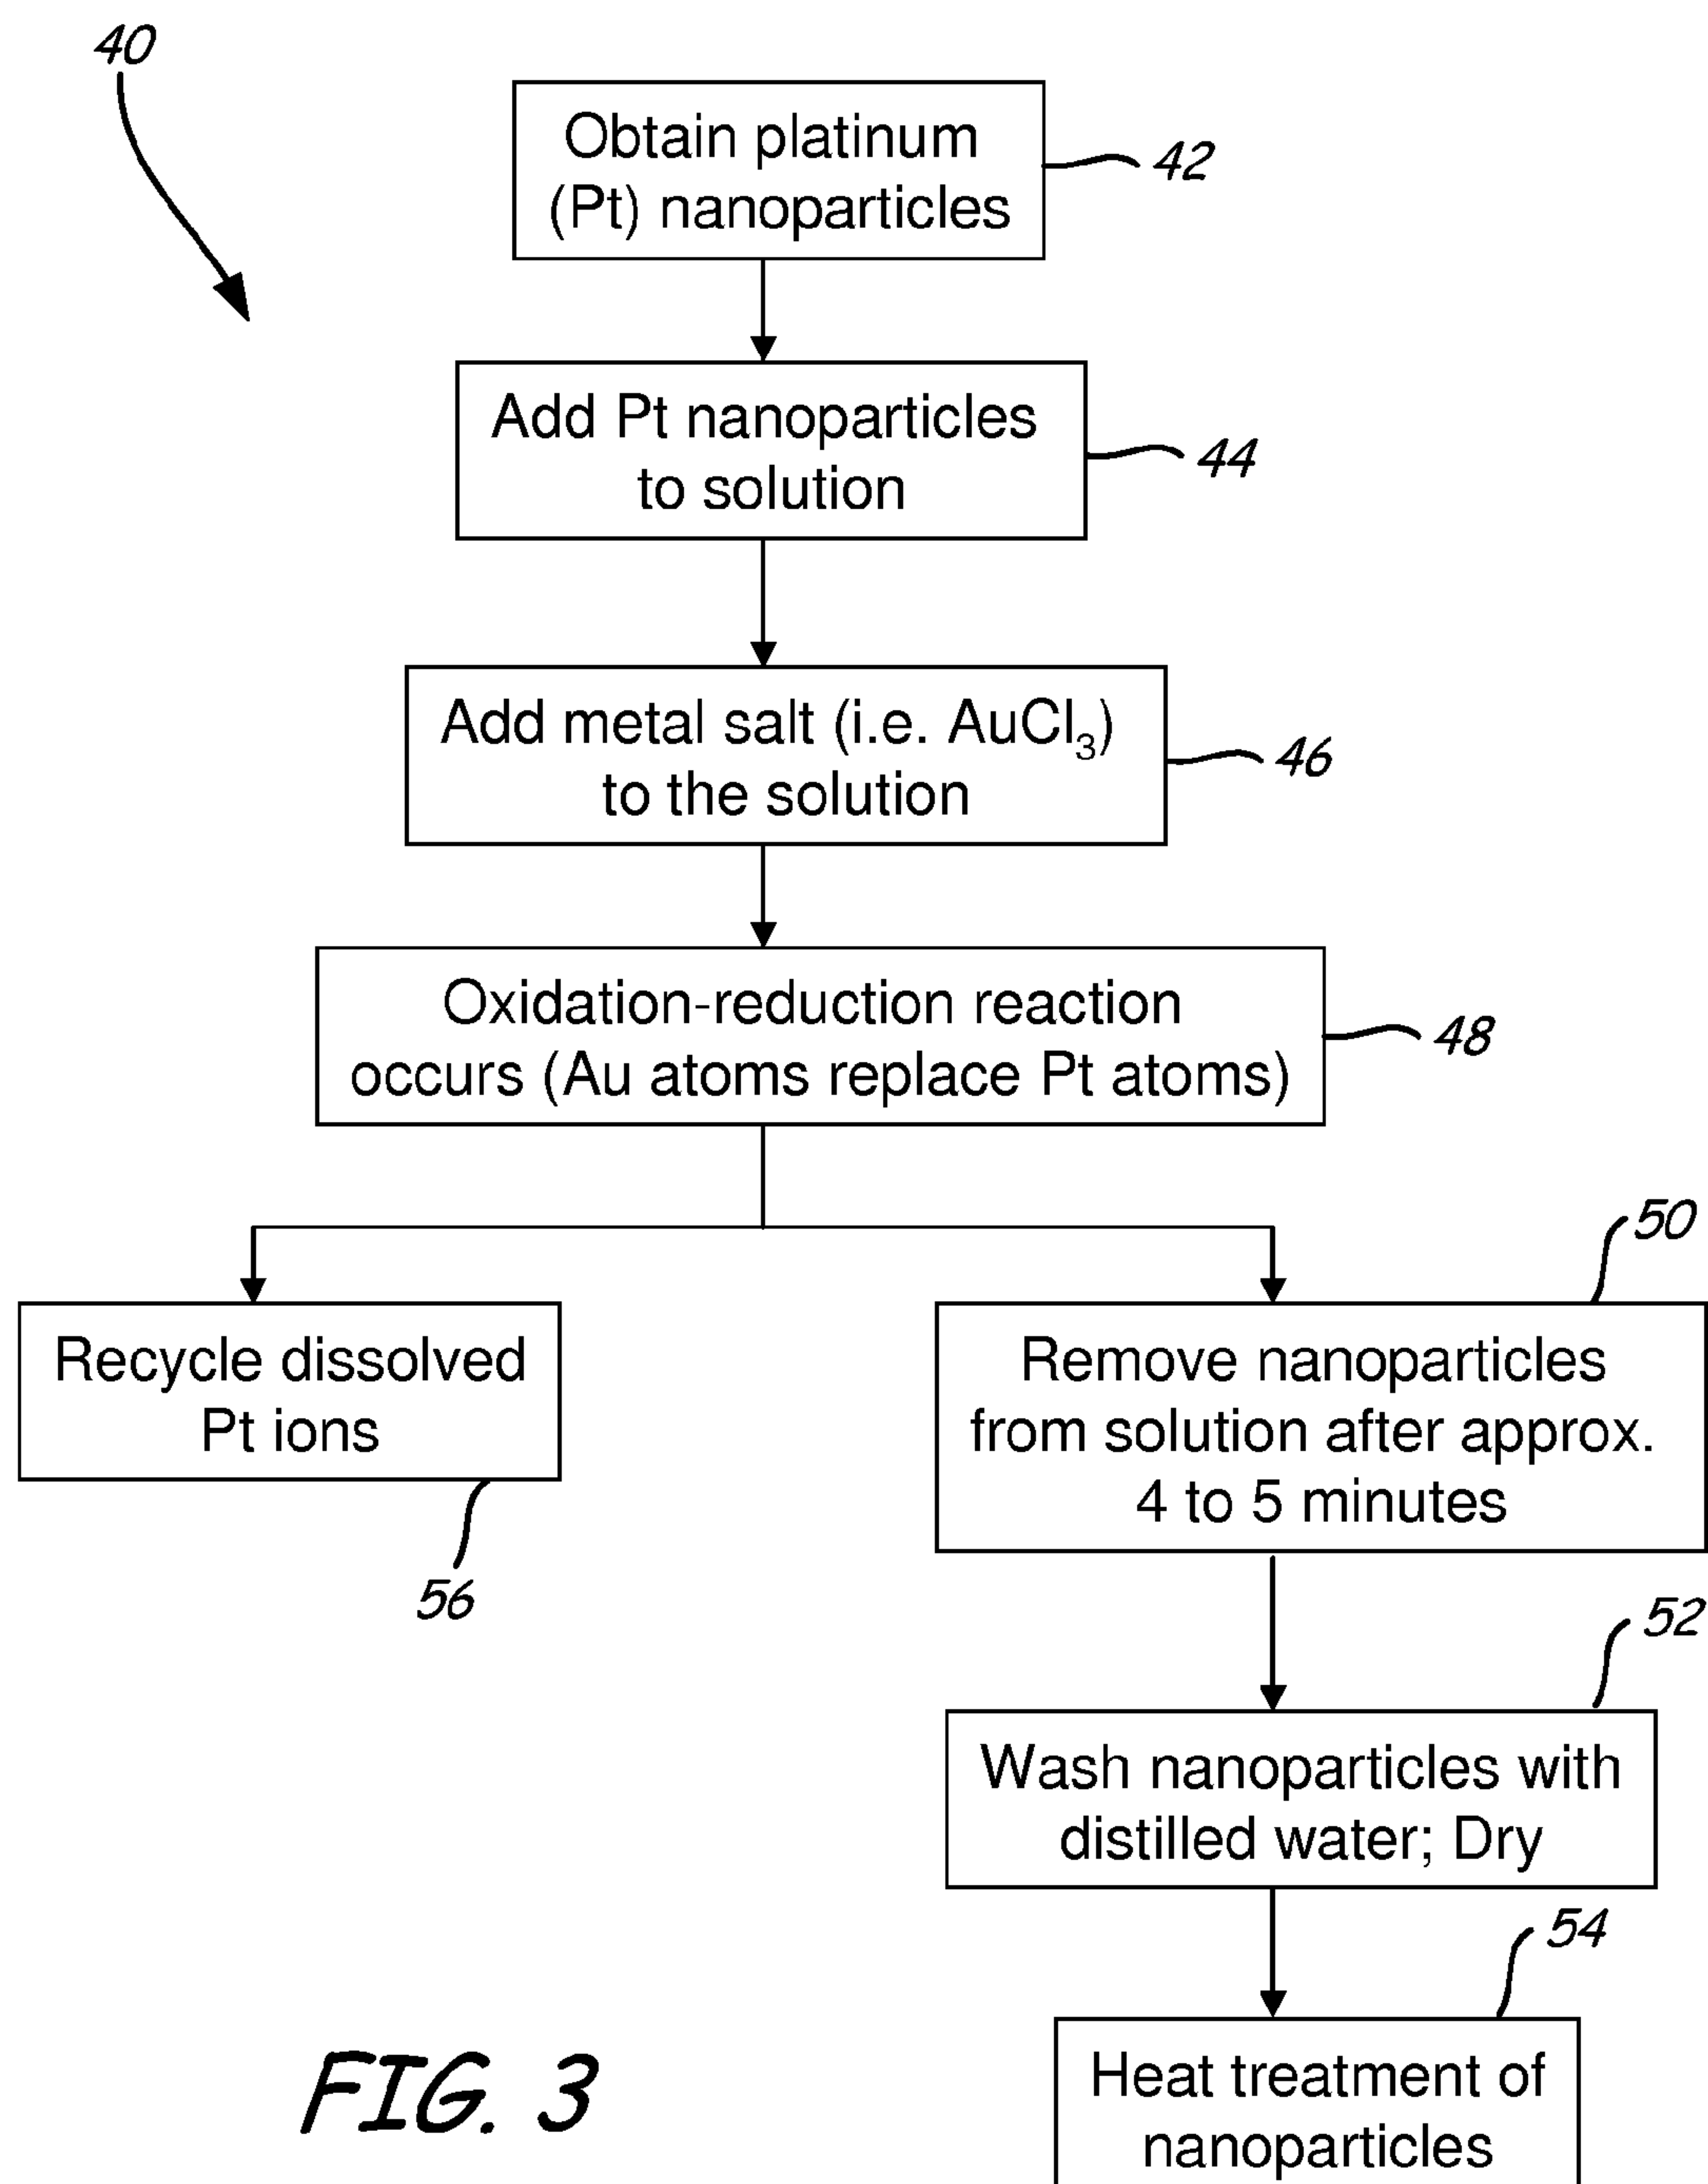 40
Obtain platinum
(Pt) nanoparticles
42
Add Pt nanoparticles
to solution
44
Add metal salt (i.e. AuCl₃)
to the solution
46
Oxidation-reduction reaction
occurs (Au atoms replace Pt atoms)
48
Recycle dissolved
Pt ions
56
50
Remove nanoparticles
from solution after approx.
4 to 5 minutes
52
Wash nanoparticles with
distilled water; Dry
54
Heat treatment of
nanoparticles
FIG. 3